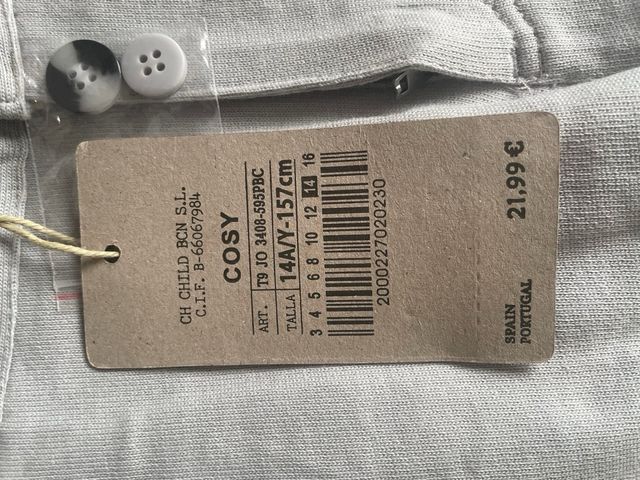 CH CHILD BCN S.L.
C.I.F. B-66067984
COSY
ART. T9 JO 3408-595PBC
TALLA 14A/Y-157cm
3 4 5 6 8 10 12 14 16
2000227020230
SPAIN
PORTUGAL
21,99€